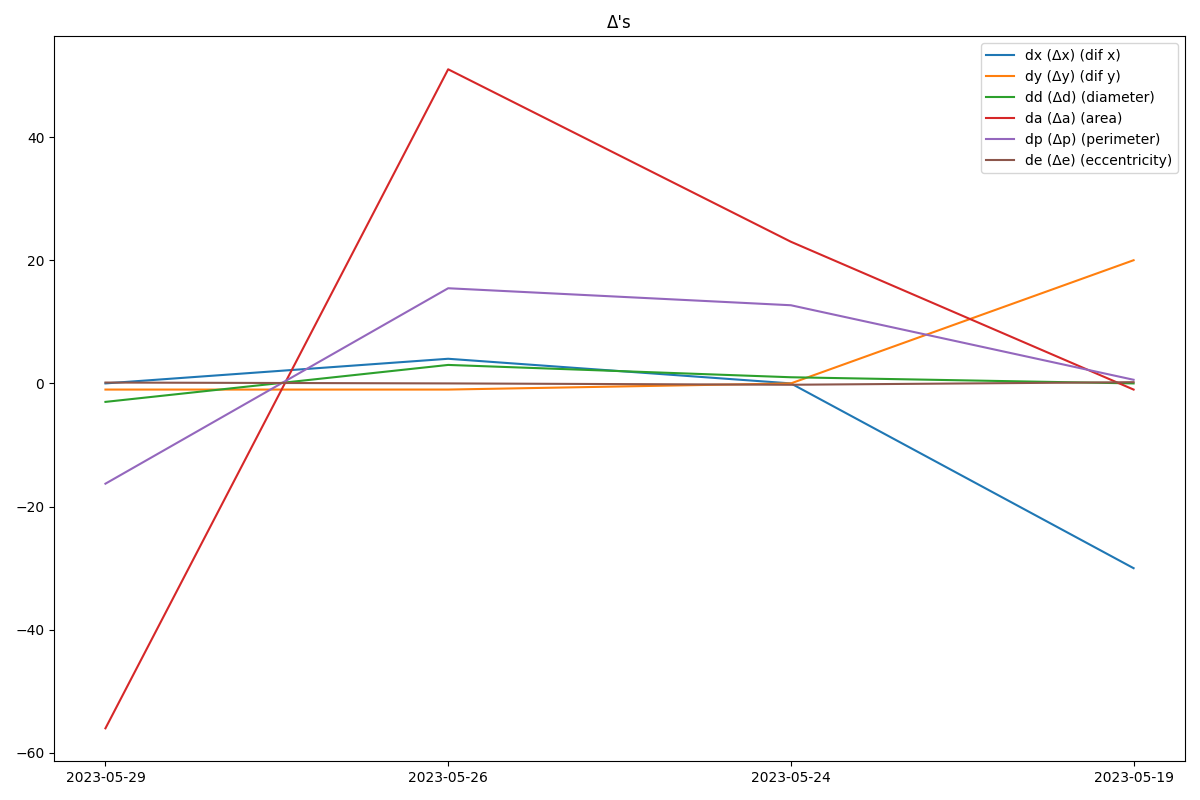 Δ's
dx (Δx) (dif x)
dy (Δy) (dif y)
dd (Δd) (diameter)
da (Δa) (area)
dp (Δp) (perimeter)
de (Δe) (eccentricity)
40
20
0
−20
−40
−60
2023-05-29 2023-05-26 2023-05-24 2023-05-19